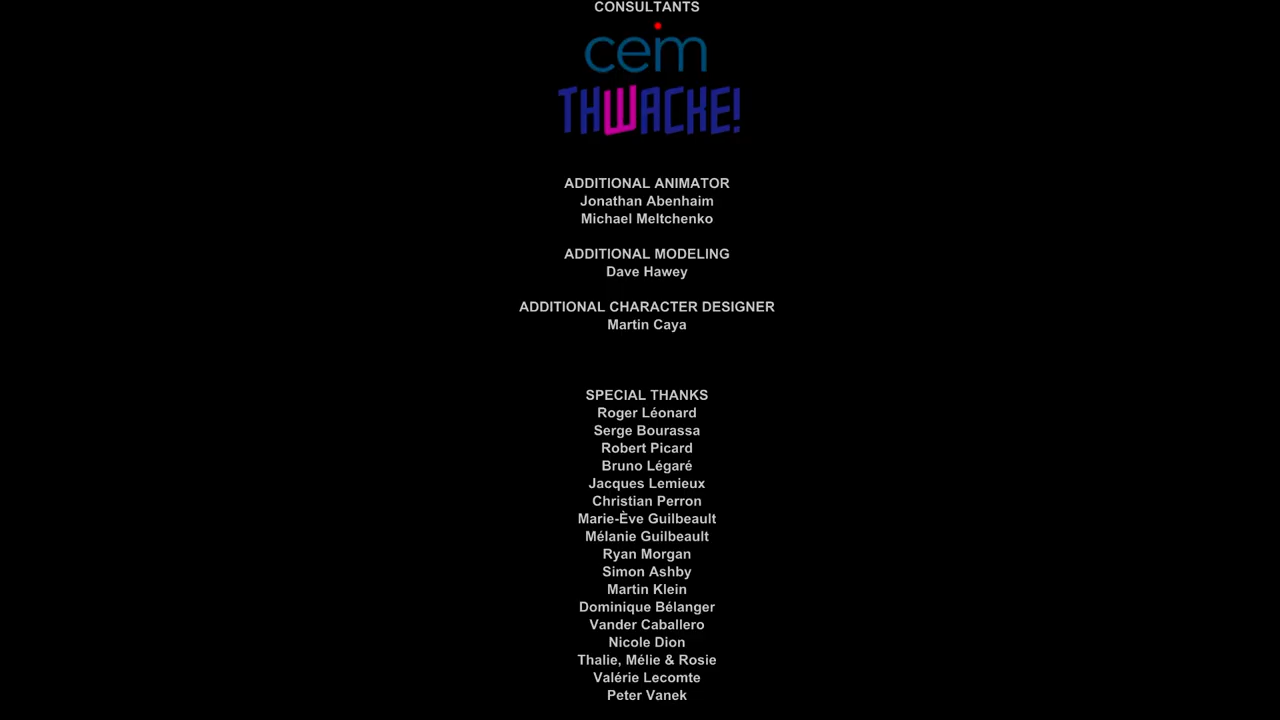 CONSULTANTS
ceim
THWACKE!
ADDITIONAL ANIMATOR
Jonathan Abenhaim
Michael Meltchenko
ADDITIONAL MODELING
Dave Hawey
ADDITIONAL CHARACTER DESIGNER
Martin Caya
SPECIAL THANKS
Roger Léonard
Serge Bourassa
Robert Picard
Bruno Légaré
Jacques Lemieux
Christian Perron
Marie-Ève Guilbeault
Mélanie Guilbeault
Ryan Morgan
Simon Ashby
Martin Klein
Dominique Bélanger
Vander Caballero
Nicole Dion
Thalie, Mélie & Rosie
Valérie Lecomte
Peter Vanek